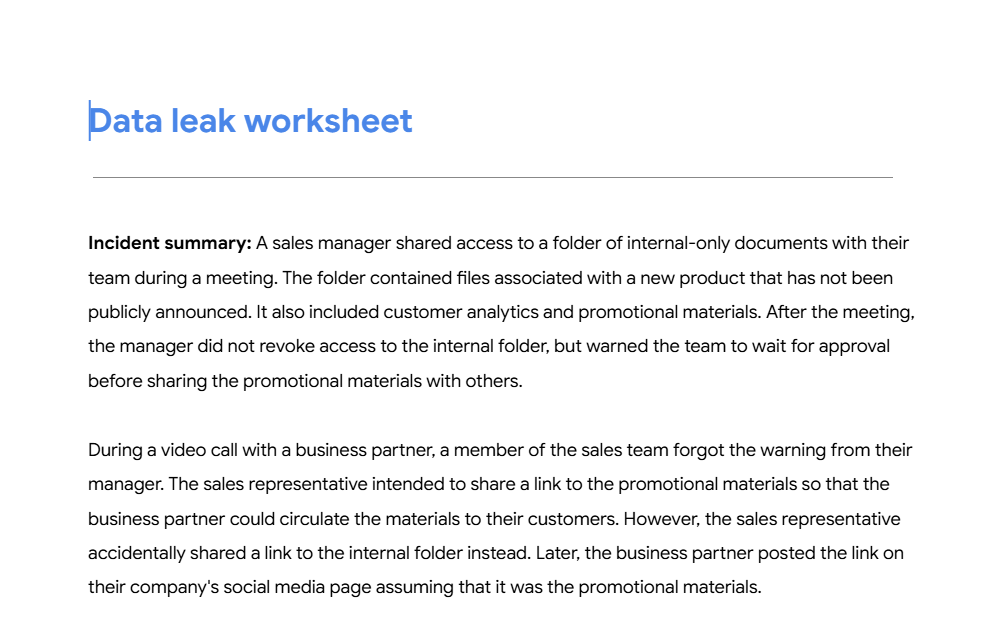 Data leak worksheet
Incident summary: A sales manager shared access to a folder of internal-only documents with their
team during a meeting. The folder contained files associated with a new product that has not been
publicly announced. It also included customer analytics and promotional materials. After the meeting,
the manager did not revoke access to the internal folder, but warned the team to wait for approval
before sharing the promotional materials with others.
During a video call with a business partner, a member of the sales team forgot the warning from their
manager. The sales representative intended to share a link to the promotional materials so that the
business partner could circulate the materials to their customers. However, the sales representative
accidentally shared a link to the internal folder instead. Later, the business partner posted the link on
their company's social media page assuming that it was the promotional materials.